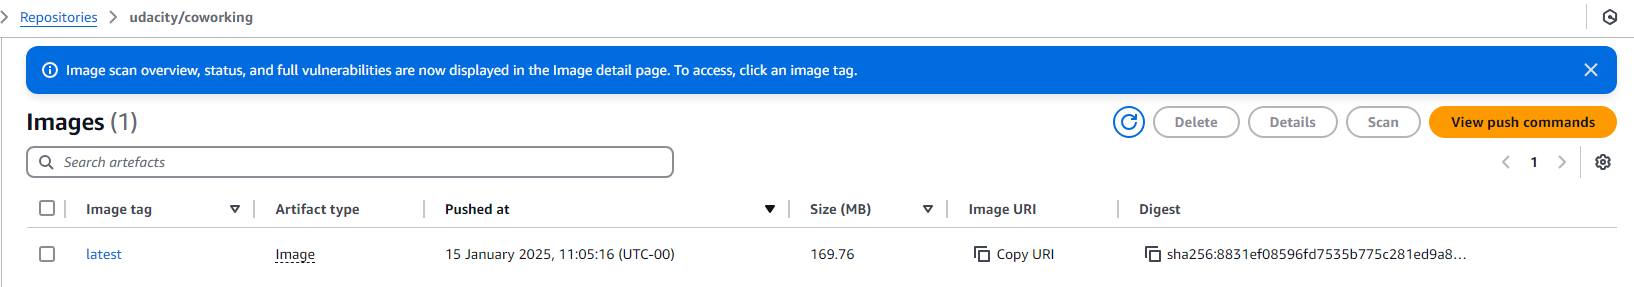 Repositories udacity/coworking
Image scan overview, status, and full vulnerabilities are now displayed in the Image detail page. To access, click an image tag.
Images (1) Delete Details Scan View push commands
Search artefacts 1
Image tag Artifact type Pushed at Size (MB) Image URI Digest
latest Image 15 January 2025, 11:05:16 (UTC-00) 169.76 Copy URI sha256:8831ef08596fd7535b775c281ed9a8...